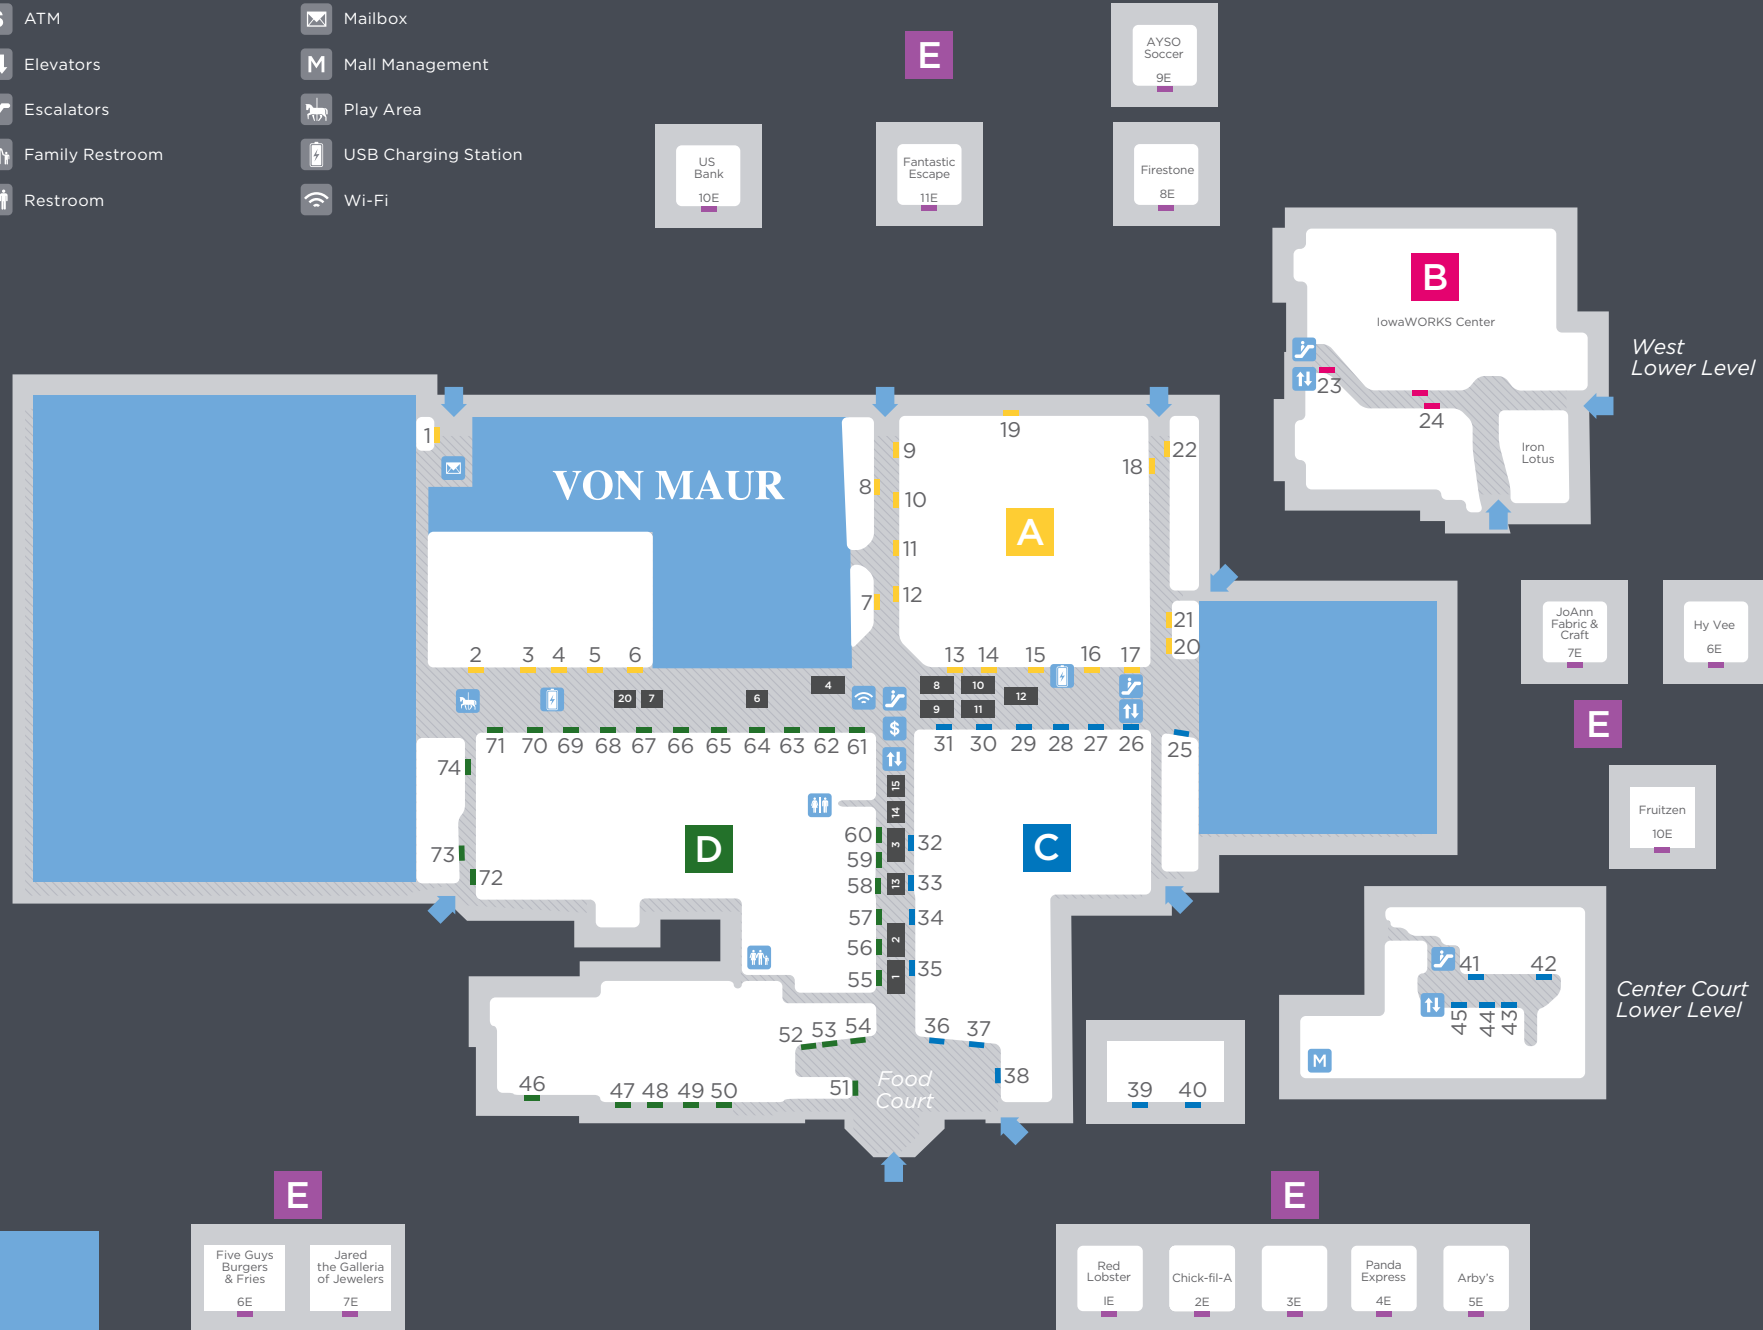 ATM
Elevators
Escalators
Family Restroom
Restroom
Mailbox
M
Mall Management
Play Area
USB Charging Station
Wi-Fi
E
AYSO
Soccer
9E
US
Bank
10E
Fantastic
Escape
11E
Firestone
8E
B
IowaWORKS Center
23
24
Iron
Lotus
West
Lower Level
VON MAUR
1
2
3
4
5
6
7
8
9
10
11
12
A
13
14
15
16
17
18
19
20
21
22
20
7
6
4
8
10
9
11
12
$
71
70
69
68
67
66
65
64
63
62
61
31
30
29
28
27
26
25
74
73
72
D
C
15
14
3
13
2
1
60
59
58
57
56
55
32
33
34
35
52
53
54
36
37
38
51
Food
Court
46
47
48
49
50
39
40
JoAnn
Fabric &
Craft
7E
Hy Vee
6E
E
Fruitzen
10E
41
42
45
44
43
M
Center Court
Lower Level
E
Five Guys
Burgers
& Fries
6E
Jared
the Galleria
of Jewelers
7E
E
Red
Lobster
1E
Chick-fil-A
2E
3E
Panda
Express
4E
Arby's
5E